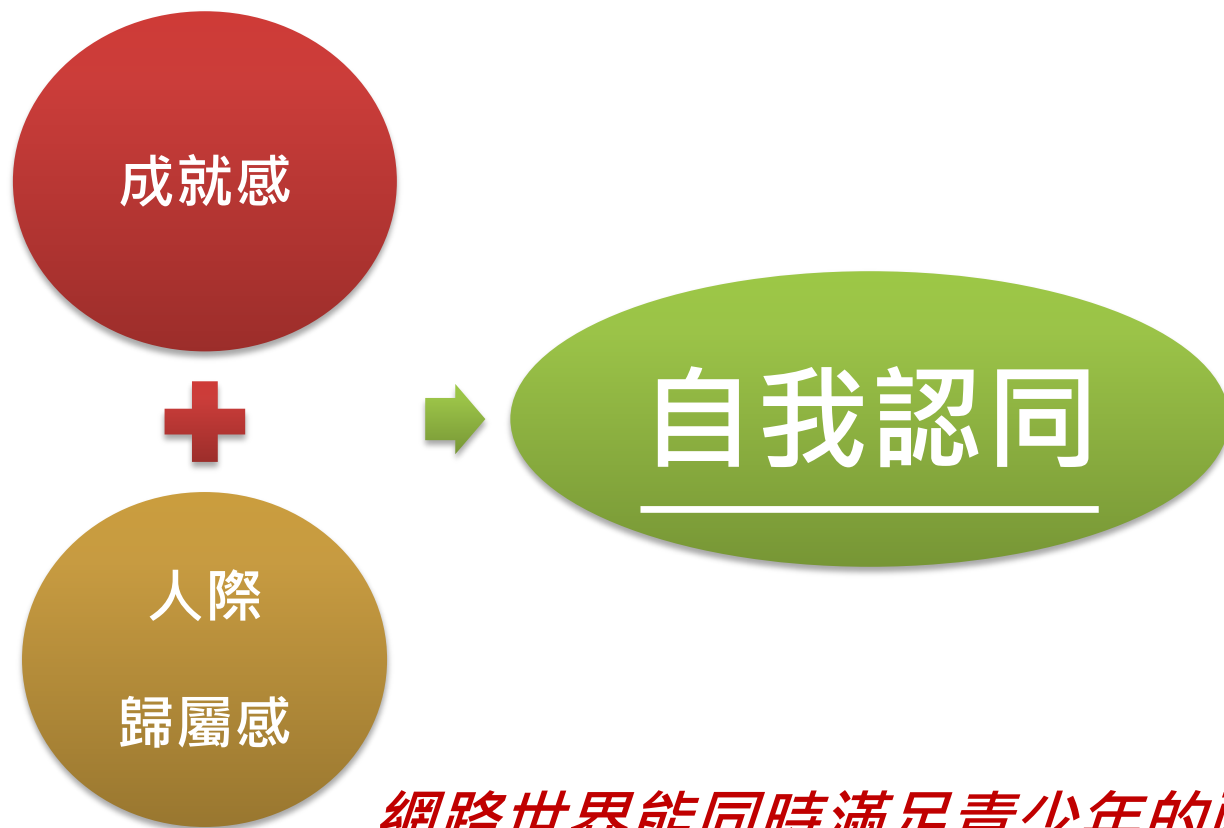 成就感
人際
歸屬感
自我認同
網路世界能同時滿足青少年的